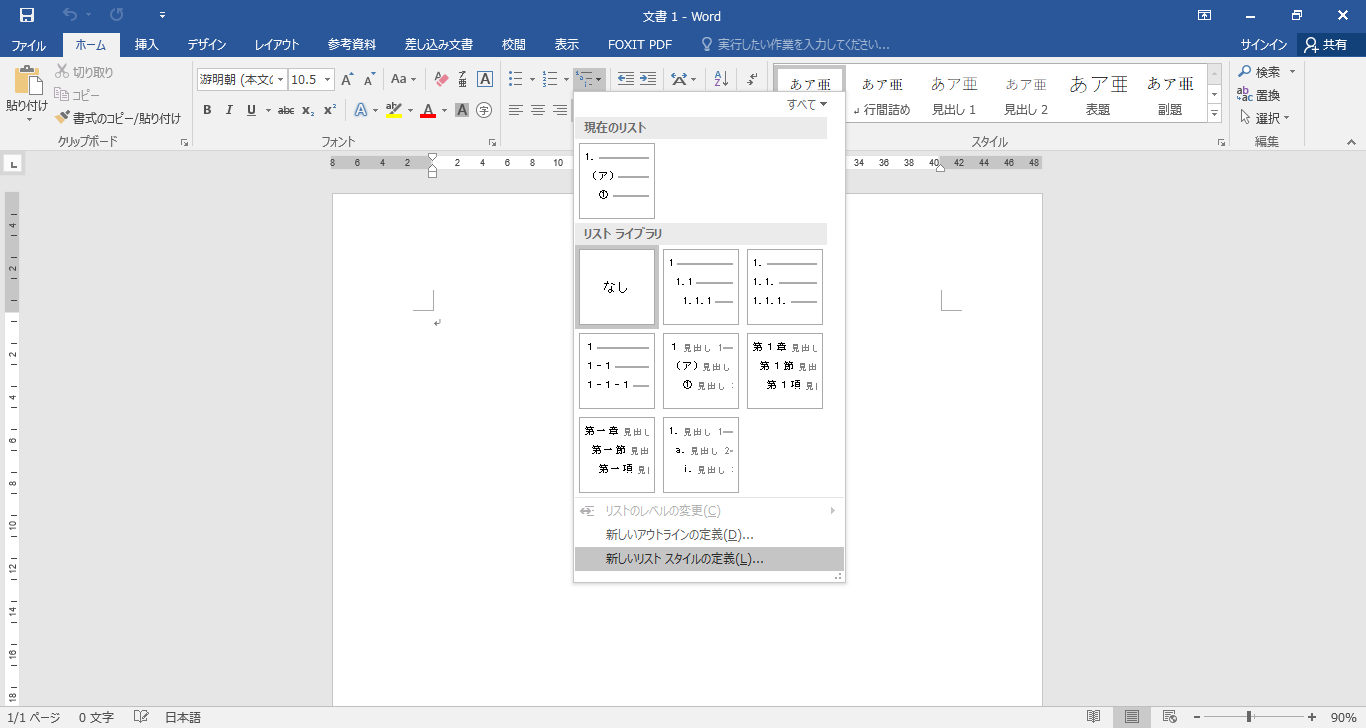 文書 1 - Word
ファイル ホーム 挿入 デザイン レイアウト 参考資料 差し込み文書 校閲 表示 FOXIT PDF 実行したい作業を入力してください... サインイン 共有
貼り付け
切り取り
コピー
書式のコピー/貼り付け
クリップボード
游明朝 (本文の 10.5 A A Aa A 亜 A
B I U abc x₂ x² A ab A A 字
フォント
あア亜 あア亜 あア亜 あア亜 あア亜 あア亜
行間詰め 見出し 1 見出し 2 表題 副題
スタイル
検索
置換
選択
編集
すべて
現在のリスト
1.
(ア)
①
リスト ライブラリ
なし
1
1.1
1.1.1
1.
1.1.
1.1.1.
1
1-1
1-1-1
1 見出し 1
(ア) 見出し
① 見出し :
第 1 章 見出し
第 1 節 見出
第 1 項 見
第一章 見出し
第一節 見出
第一項 見
1. 見出し 1
a. 見出し 2
i. 見出し :
リストのレベルの変更(C)
新しいアウトラインの定義(D)...
新しいリスト スタイルの定義(L)...
8 6 4 2 2 4 6 8 10 34 36 38 40 42 44 46 48
4
2
2
4
6
8
10
12
14
16
18
1/1 ページ 0 文字 日本語 90%